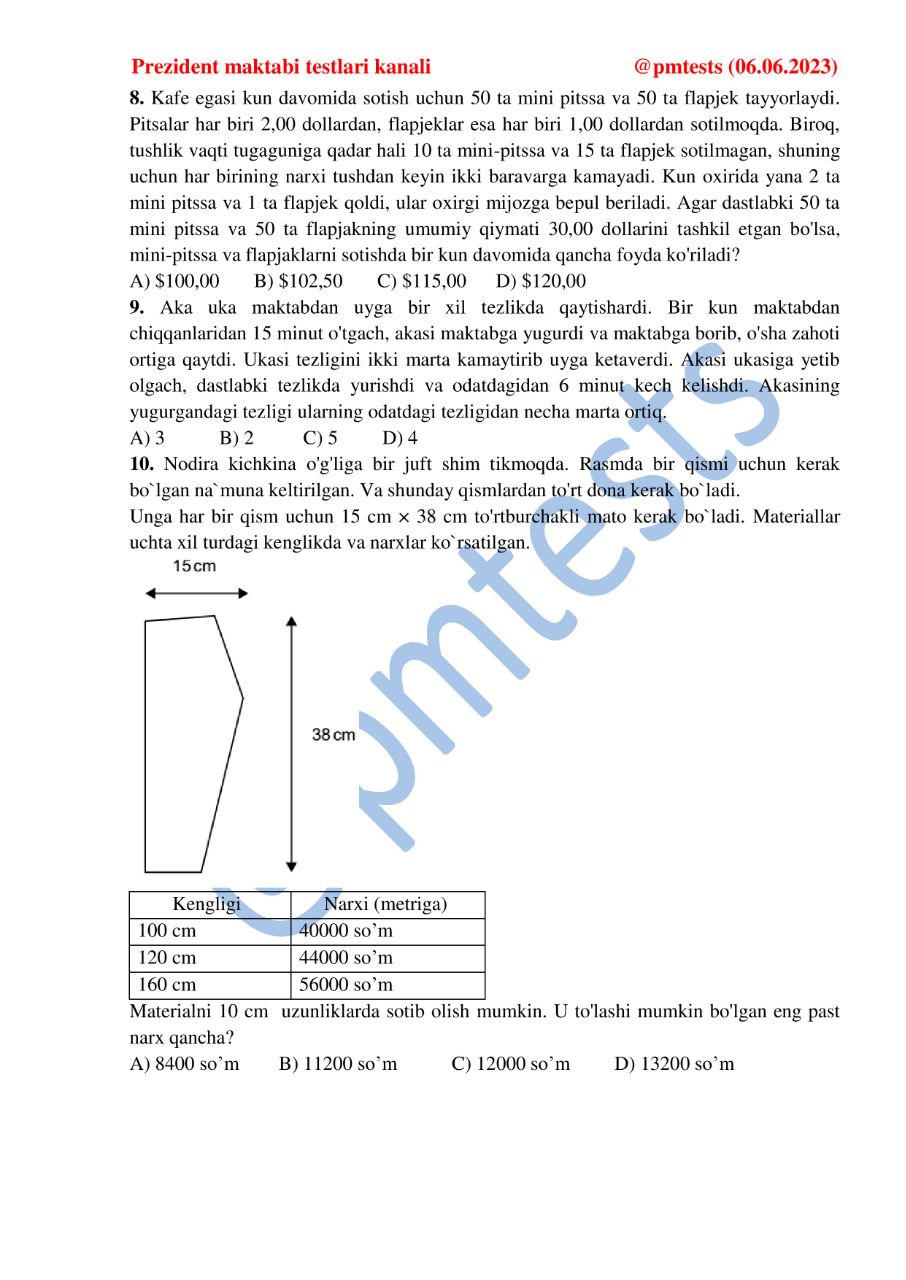 Prezident maktabi testlari kanali @pmtests (06.06.2023)
8. Kafe egasi kun davomida sotish uchun 50 ta mini pitssa va 50 ta flapjek tayyorlaydi.
Pitsalar har biri 2,00 dollardan, flapjeklar esa har biri 1,00 dollardan sotilmoqda. Biroq,
tushlik vaqti tugaguniga qadar hali 10 ta mini-pitssa va 15 ta flapjek sotilmagan, shuning
uchun har birining narxi tushdan keyin ikki baravarga kamayadi. Kun oxirida yana 2 ta
mini pitssa va 1 ta flapjek qoldi, ular oxirgi mijozga bepul beriladi. Agar dastlabki 50 ta
mini pitssa va 50 ta flapjakning umumiy qiymati 30,00 dollarini tashkil etgan bo'lsa,
mini-pitssa va flapjaklarni sotishda bir kun davomida qancha foyda ko'riladi?
A) $100,00 B) $102,50 C) $115,00 D) $120,00
9. Aka uka maktabdan uyga bir xil tezlikda qaytishardi. Bir kun maktabdan
chiqqanlaridan 15 minut o'tgach, akasi maktabga yugurdi va maktabga borib, o'sha zahoti
ortiga qaytdi. Ukasi tezligini ikki marta kamaytirib uyga ketaverdi. Akasi ukasiga yetib
olgach, dastlabki tezlikda yurishdi va odatdagidan 6 minut kech kelishdi. Akasining
yugurgandagi tezligi ularning odatdagi tezligidan necha marta ortiq.
A) 3 B) 2 C) 5 D) 4
10. Nodira kichkina o'g'liga bir juft shim tikmoqda. Rasmda bir qismi uchun kerak
bo`lgan na`muna keltirilgan. Va shunday qismlardan to'rt dona kerak bo`ladi.
Unga har bir qism uchun 15 cm × 38 cm to'rtburchakli mato kerak bo`ladi. Materiallar
uchta xil turdagi kenglikda va narxlar ko`rsatilgan.
15 cm
38 cm
Kengligi Narxi (metriga)
100 cm 40000 so’m
120 cm 44000 so’m
160 cm 56000 so’m
Materialni 10 cm uzunliklarda sotib olish mumkin. U to'lashi mumkin bo'lgan eng past
narx qancha?
A) 8400 so’m B) 11200 so’m C) 12000 so’m D) 13200 so’m
@pmtests